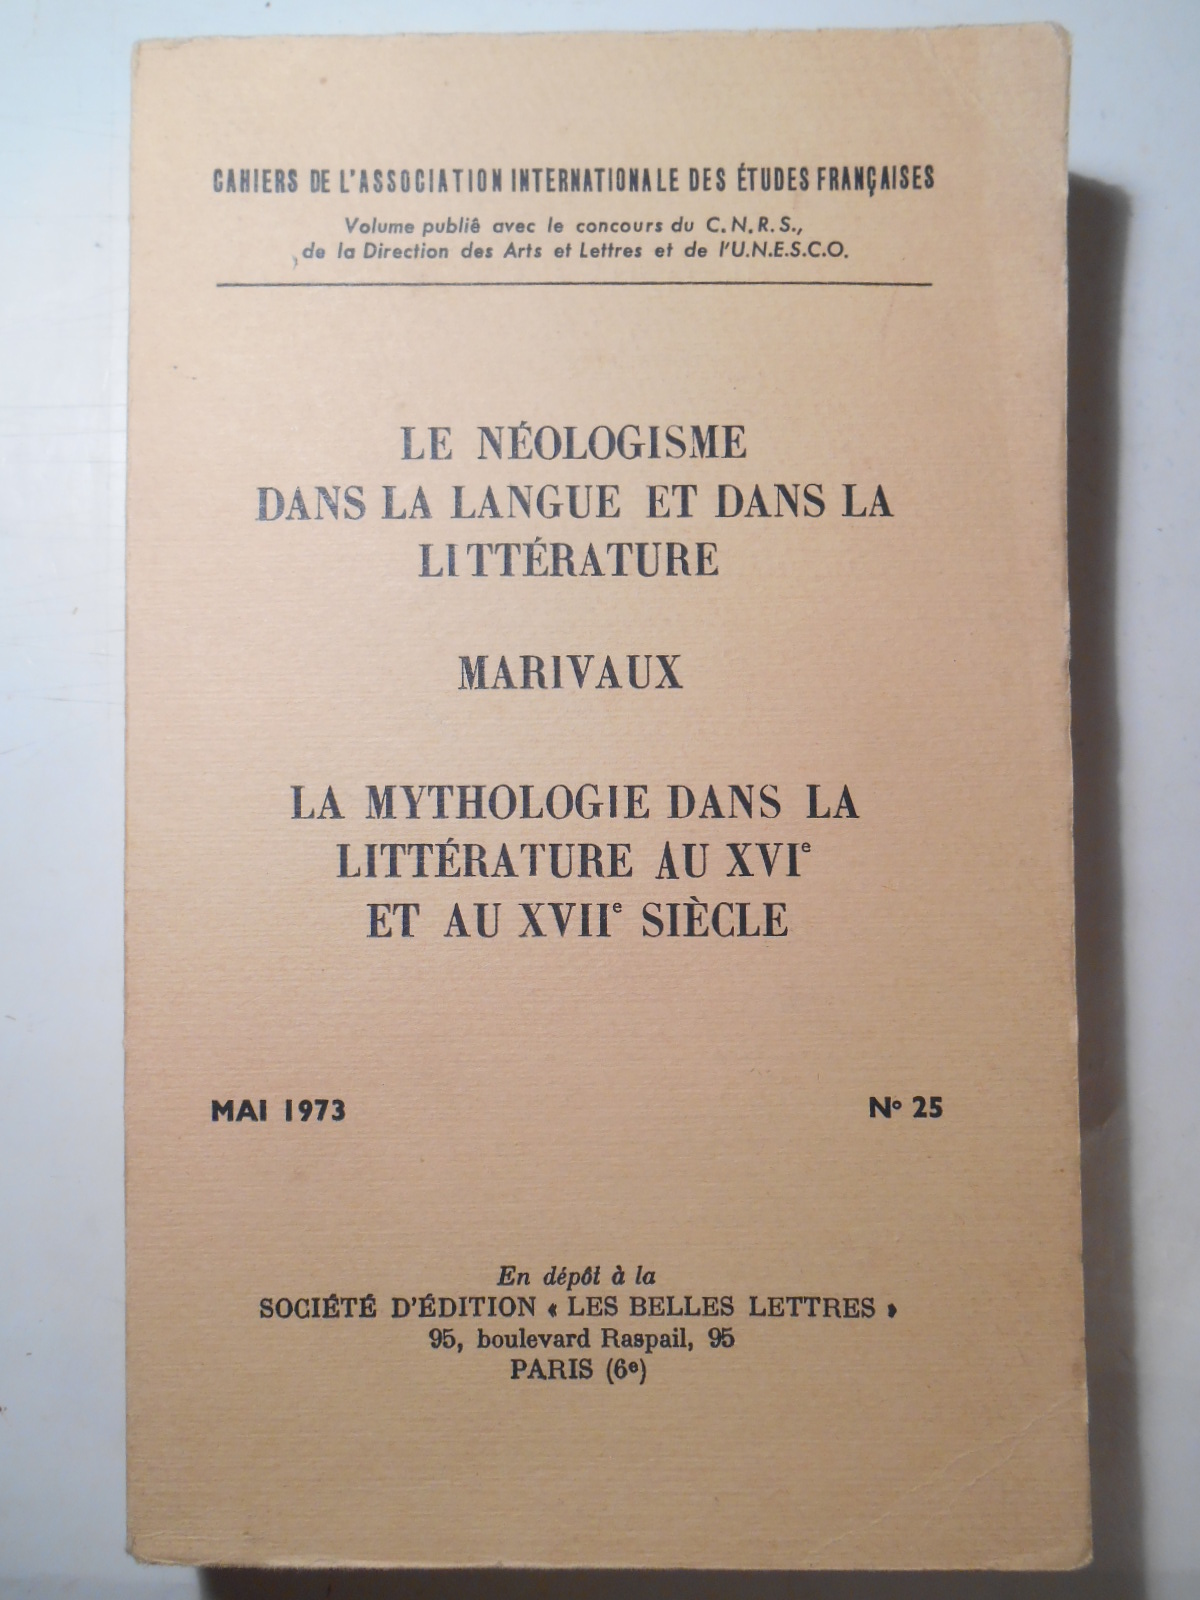 CAHIERS DE L'ASSOCIATION INTERNATIONALE DES ÉTUDES FRANÇAISES
Volume publié avec le concours du C.N.R.S.,
de la Direction des Arts et Lettres et de l'U.N.E.S.C.O.
LE NÉOLOGISME
DANS LA LANGUE ET DANS LA
LITTÉRATURE
MARIVAUX
LA MYTHOLOGIE DANS LA
LITTÉRATURE AU XVIe
ET AU XVIIe SIÈCLE
MAI 1973
No 25
En dépôt à la
SOCIÉTÉ D'ÉDITION « LES BELLES LETTRES »
95, boulevard Raspail, 95
PARIS (6e)